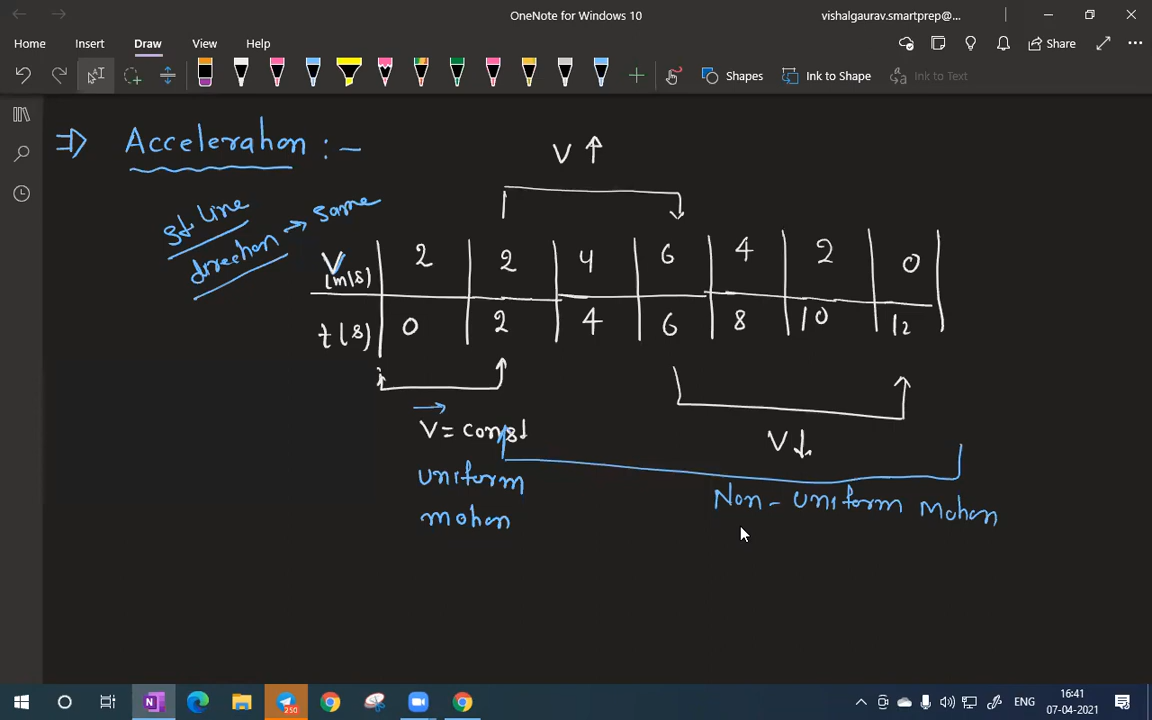 OneNote for Windows 10
vishalgaurav.smartprep@...
Home Insert Draw View Help
Share
Shapes Ink to Shape Ink to Text
⇒ Acceleration :-
V ↑
st. line
direction → same
V (m/s) 2 2 4 6 4 2 0
t (s) 0 2 4 6 8 10 12
V = const
V ↓
uniform
motion
Non - uniform Motion
250
ENG
16:41
07-04-2021